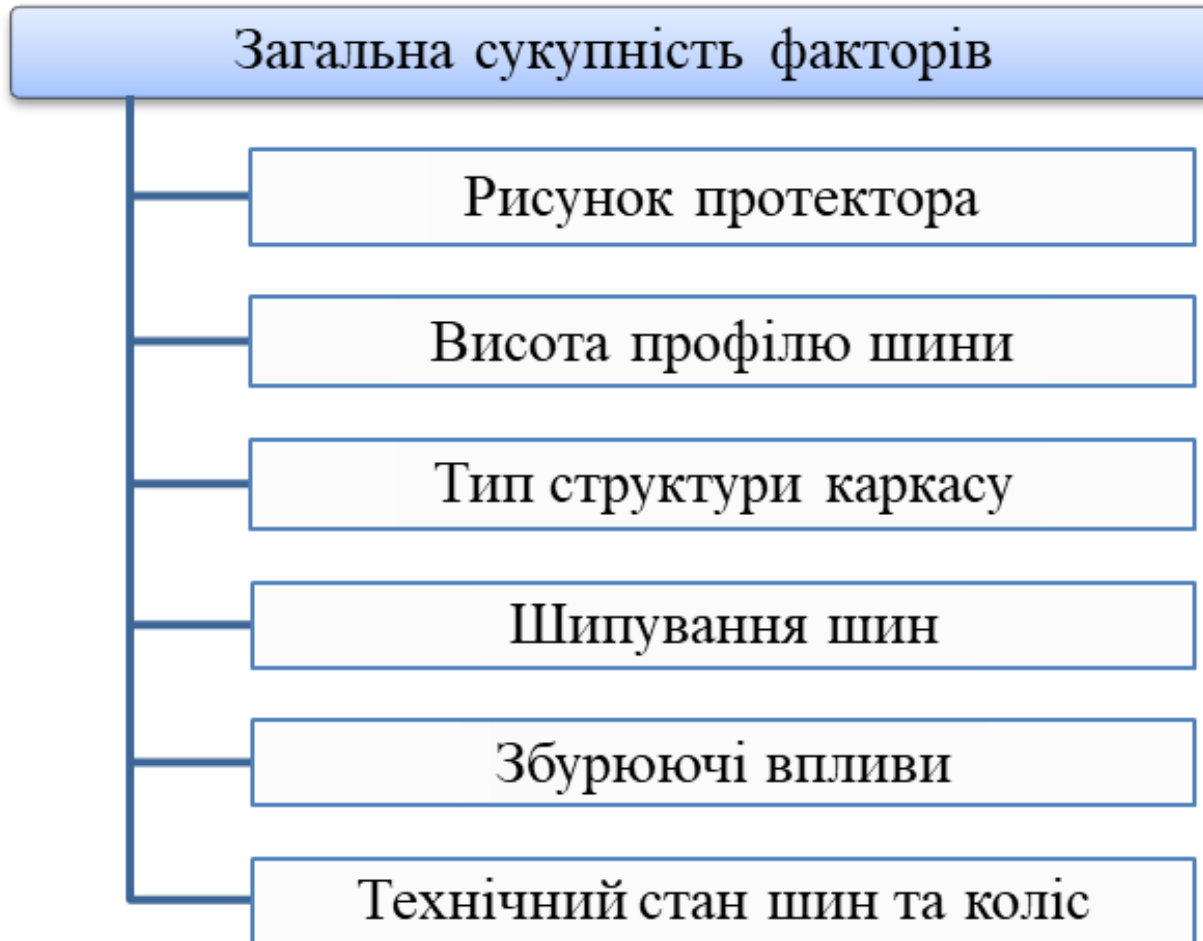 Загальна сукупність факторів
Рисунок протектора
Висота профілю шини
Тип структури каркасу
Шипування шин
Збурюючі впливи
Технічний стан шин та коліс